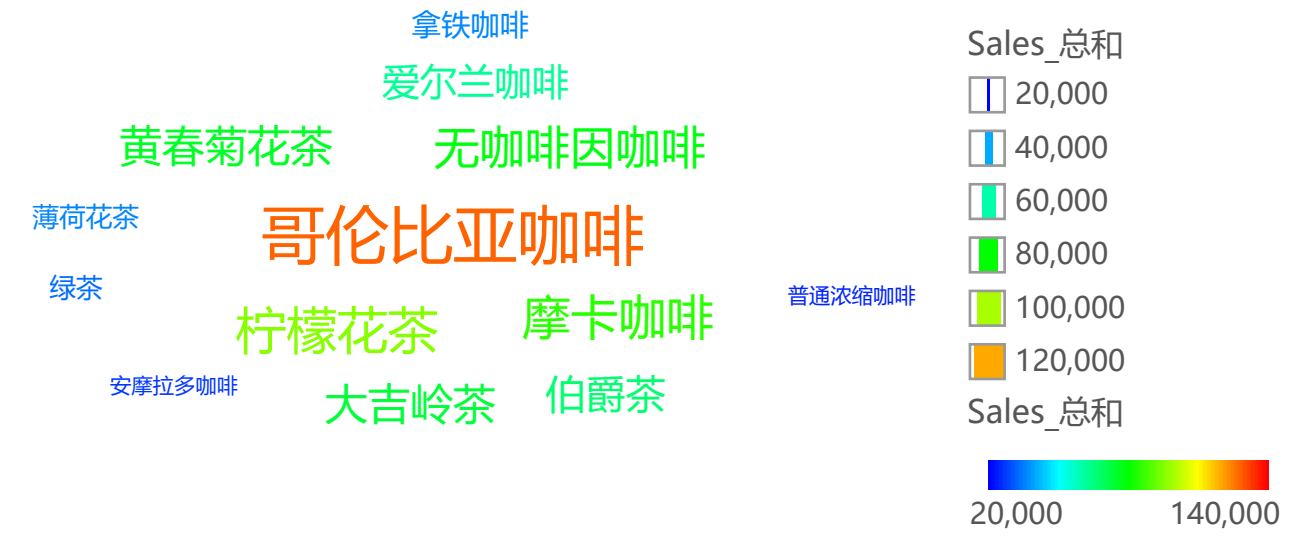 拿铁咖啡
爱尔兰咖啡
黄春菊花茶
无咖啡因咖啡
薄荷花茶
哥伦比亚咖啡
绿茶
普通浓缩咖啡
柠檬花茶
摩卡咖啡
安摩拉多咖啡
大吉岭茶
伯爵茶
Sales_总和
20,000
40,000
60,000
80,000
100,000
120,000
Sales_总和
20,000 140,000